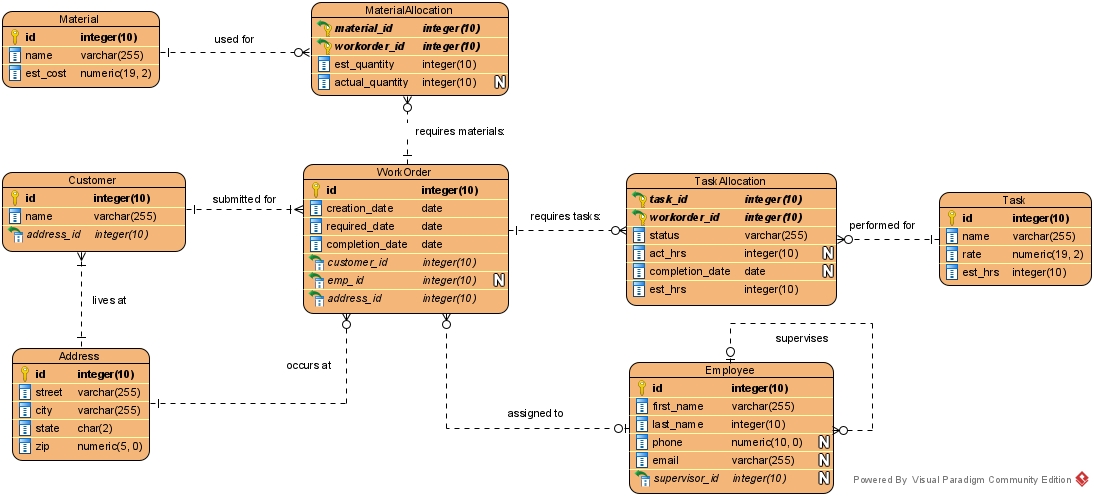 Material
id integer(10)
name varchar(255)
est_cost numeric(19, 2)
used for
MaterialAllocation
material_id integer(10)
workorder_id integer(10)
est_quantity integer(10)
actual_quantity integer(10) N
requires materials:
Customer
id integer(10)
name varchar(255)
address_id integer(10)
submitted for
WorkOrder
id integer(10)
creation_date date
required_date date
completion_date date
customer_id integer(10)
emp_id integer(10) N
address_id integer(10)
requires tasks:
TaskAllocation
task_id integer(10)
workorder_id integer(10)
status varchar(255)
act_hrs integer(10) N
completion_date date N
est_hrs integer(10)
performed for
Task
id integer(10)
name varchar(255)
rate numeric(19, 2)
est_hrs integer(10)
lives at
Address
id integer(10)
street varchar(255)
city varchar(255)
state char(2)
zip numeric(5, 0)
occurs at
assigned to
supervises
Employee
id integer(10)
first_name varchar(255)
last_name integer(10)
phone numeric(10, 0) N
email varchar(255) N
supervisor_id integer(10) N
Powered By Visual Paradigm Community Edition